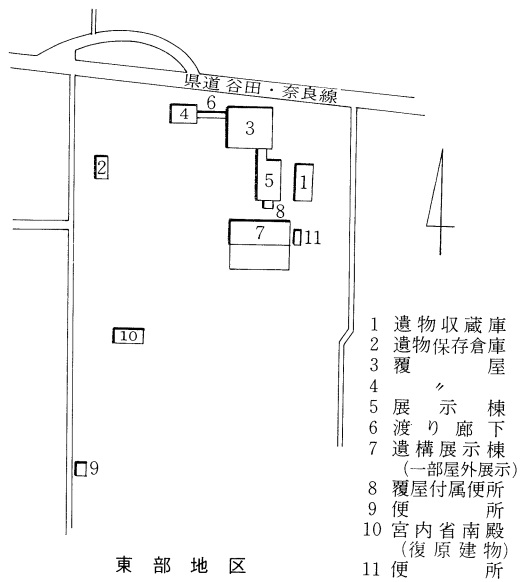 県道谷田・奈良線
6
4
3
2
5
1
8
7
11
10
9
1 遺物収蔵庫
2 遺物保存倉庫
3 覆屋
4 〃
5 展示棟
6 渡り廊下
7 遺構展示棟
(一部屋外展示)
8 覆屋付属便所
9 便所
10 宮内省南殿
(復原建物)
11 便所
東部地区